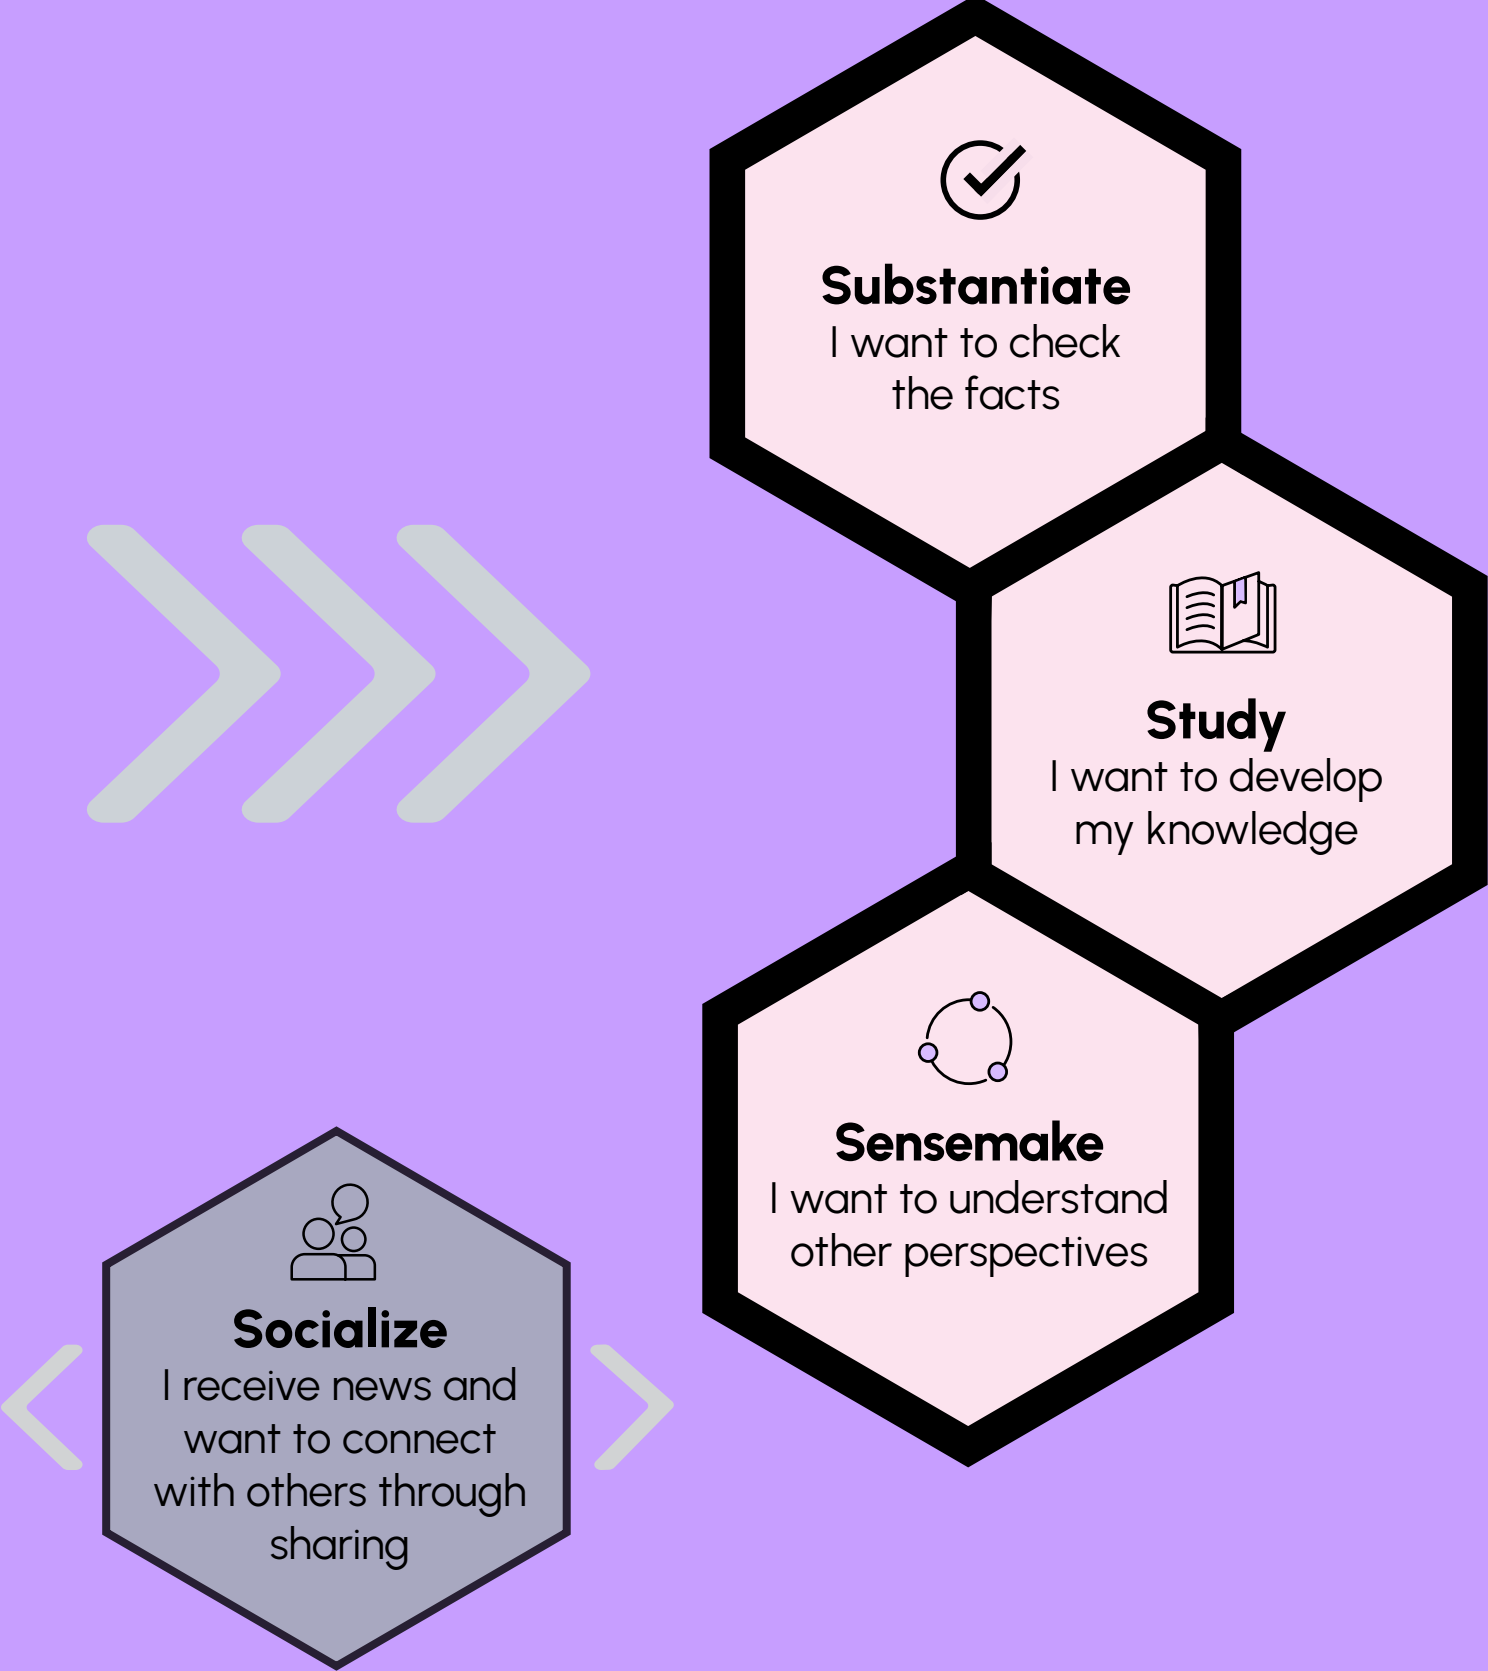 Substantiate
I want to check
the facts
Study
I want to develop
my knowledge
Sensemake
I want to understand
other perspectives
Socialize
I receive news and
want to connect
with others through
sharing